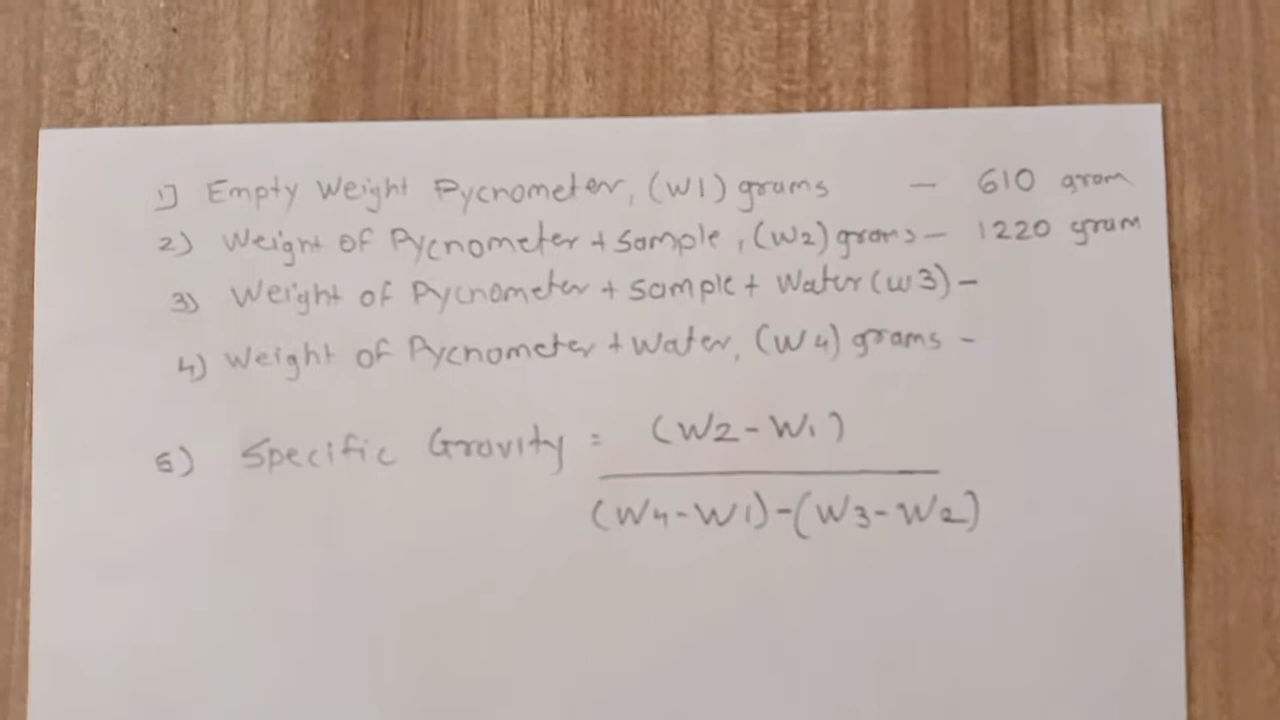 1) Empty Weight Pycnometer, (W1) grams - 610 gram
2) Weight of Pycnometer + Sample, (W2) grams - 1220 gram
3) Weight of Pycnometer + Sample + Water (W3) -
4) Weight of Pycnometer + Water, (W4) grams -
5) Specific Gravity = (W2-W1)
(W4-W1)-(W3-W2)